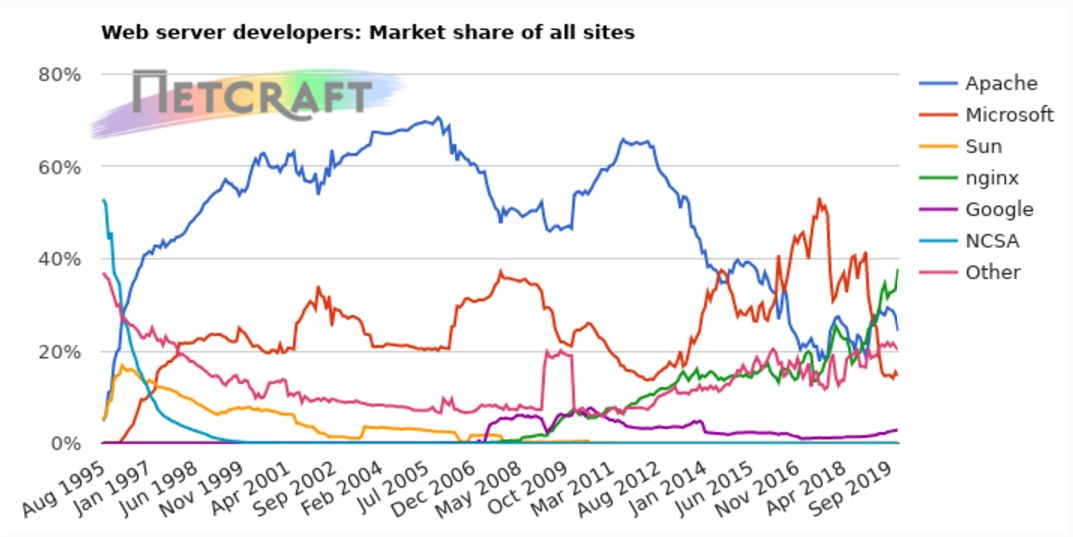 Web server developers: Market share of all sites
80%
NETCRAFT
60%
40%
20%
0%
Apache
Microsoft
Sun
nginx
Google
NCSA
Other
Aug 1995
Jan 1997
Jun 1998
Nov 1999
Apr 2001
Sep 2002
Feb 2004
Jul 2005
Dec 2006
May 2008
Oct 2009
Mar 2011
Aug 2012
Jan 2014
Jun 2015
Nov 2016
Apr 2018
Sep 2019